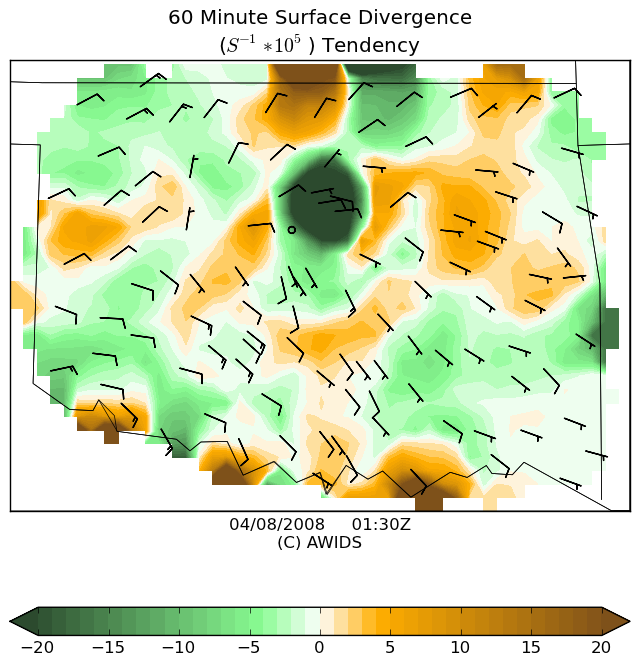 60 Minute Surface Divergence
(S⁻¹ *10⁵ ) Tendency
04/08/2008 01:30Z
(C) AWIDS
−20 −15 −10 −5 0 5 10 15 20